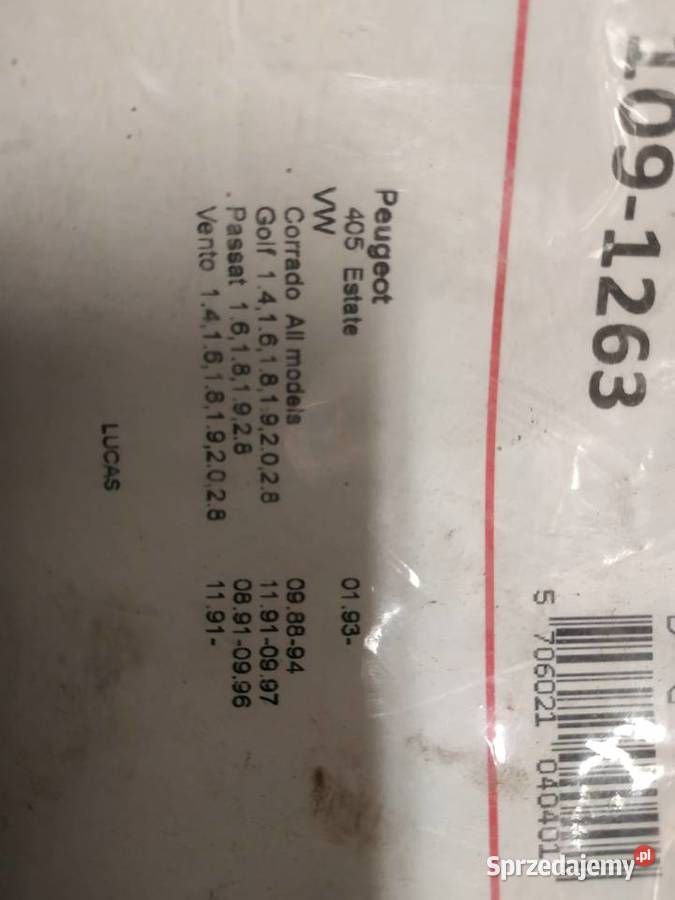 109-1263
5 706021 040401
Peugeot
405 Estate 01.93-
VW
Corrado All models 09.88-94
Golf 1.4,1.6,1.8,1.9,2.0,2.8 11.91-09.97
Passat 1.6,1.8,1.9,2.8 08.91-09.96
Vento 1.4,1.6,1.8,1.9,2.0,2.8 11.91-
LUCAS
Sprzedajemy.pl